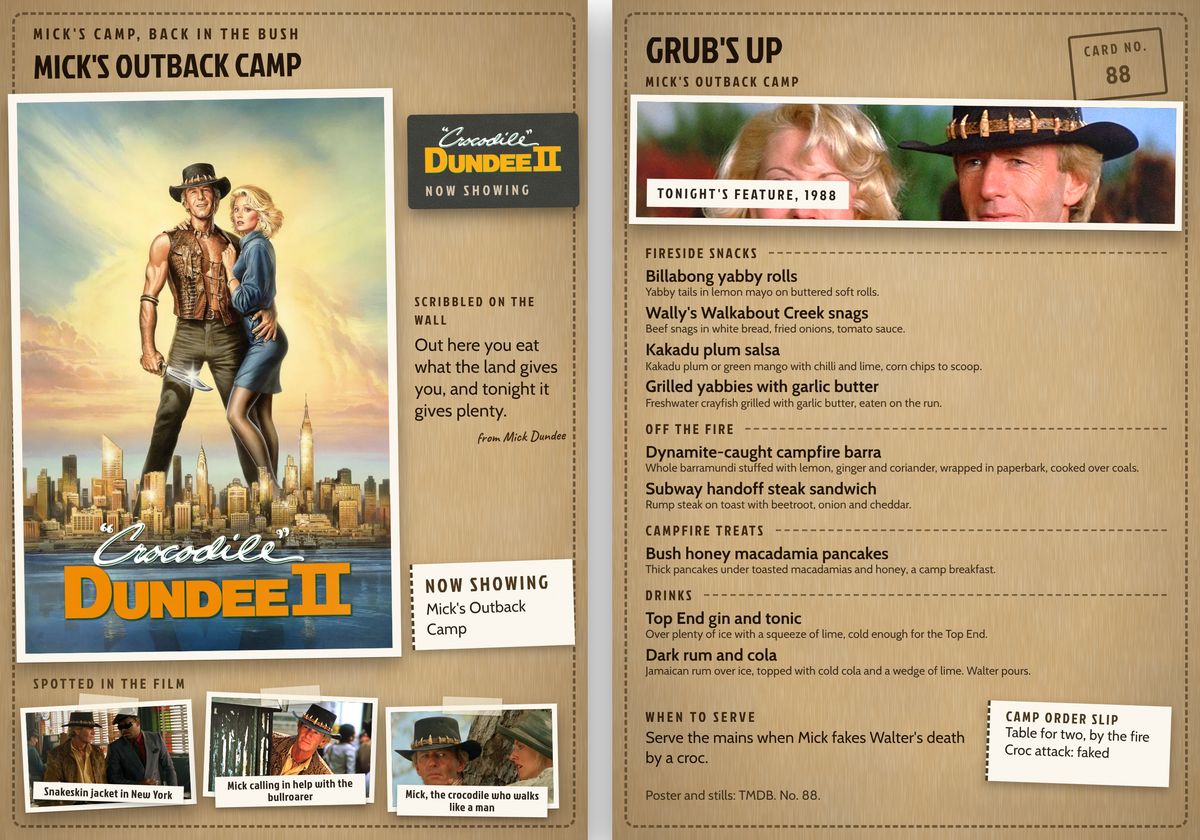 MICK'S CAMP, BACK IN THE BUSH
MICK'S OUTBACK CAMP
"Crocodile"
DUNDEE II
NOW SHOWING
SCRIBBLED ON THE
WALL
Out here you eat
what the land gives
you, and tonight it
gives plenty.
from Mick Dundee
"Crocodile"
DUNDEE II
NOW SHOWING
Mick's Outback
Camp
SPOTTED IN THE FILM
Snakeskin jacket in New York
Mick calling in help with the
bullroarer
Mick, the crocodile who walks
like a man
GRUB'S UP
MICK'S OUTBACK CAMP
CARD NO.
88
TONIGHT'S FEATURE, 1988
FIRESIDE SNACKS
Billabong yabby rolls
Yabby tails in lemon mayo on buttered soft rolls.
Wally's Walkabout Creek snags
Beef snags in white bread, fried onions, tomato sauce.
Kakadu plum salsa
Kakadu plum or green mango with chilli and lime, corn chips to scoop.
Grilled yabbies with garlic butter
Freshwater crayfish grilled with garlic butter, eaten on the run.
OFF THE FIRE
Dynamite-caught campfire barra
Whole barramundi stuffed with lemon, ginger and coriander, wrapped in paperbark, cooked over coals.
Subway handoff steak sandwich
Rump steak on toast with beetroot, onion and cheddar.
CAMPFIRE TREATS
Bush honey macadamia pancakes
Thick pancakes under toasted macadamias and honey, a camp breakfast.
DRINKS
Top End gin and tonic
Over plenty of ice with a squeeze of lime, cold enough for the Top End.
Dark rum and cola
Jamaican rum over ice, topped with cold cola and a wedge of lime. Walter pours.
WHEN TO SERVE
Serve the mains when Mick fakes Walter's death
by a croc.
CAMP ORDER SLIP
Table for two, by the fire
Croc attack: faked
Poster and stills: TMDB. No. 88.